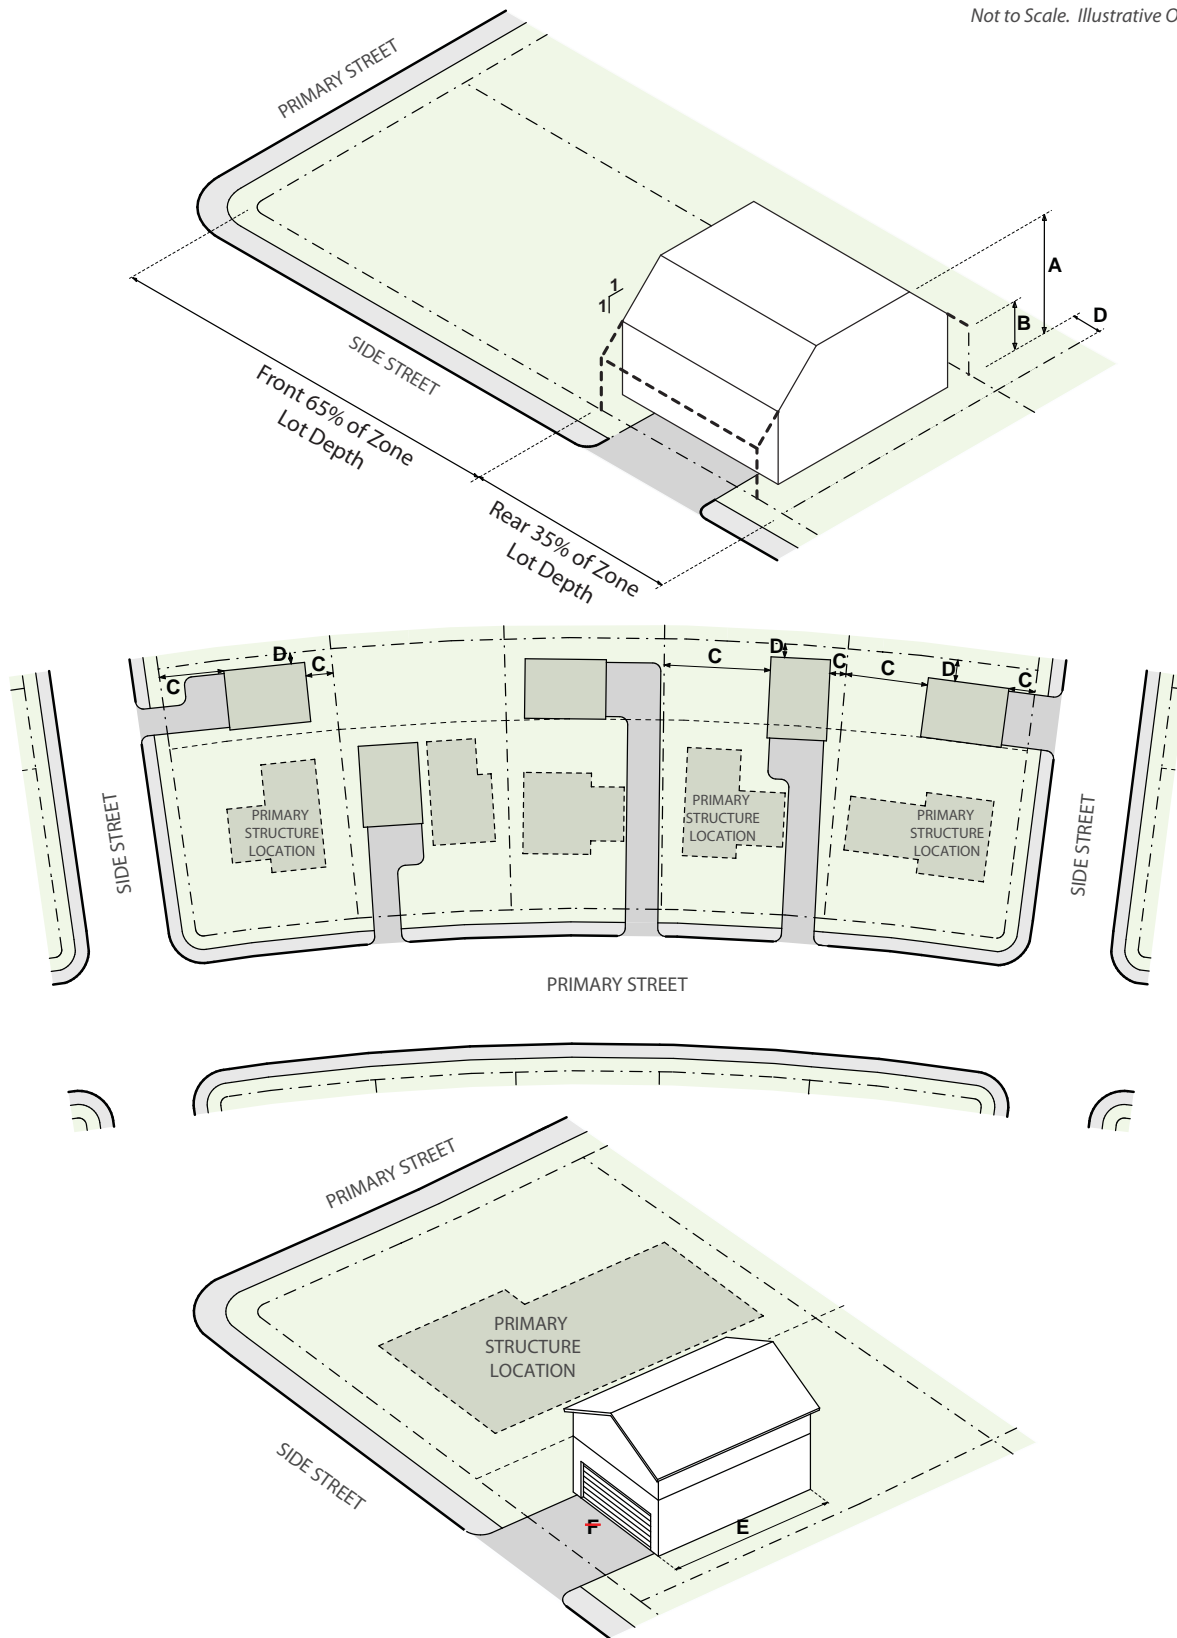 Not to Scale. Illustrative O
PRIMARY STREET
A
1
1
B
D
SIDE STREET
Front 65% of Zone
Lot Depth
Rear 35% of Zone
Lot Depth
D
C
C
C
D
C
C
D
C
PRIMARY
STRUCTURE
LOCATION
PRIMARY
STRUCTURE
LOCATION
PRIMARY
STRUCTURE
LOCATION
SIDE STREET
SIDE STREET
PRIMARY STREET
PRIMARY STREET
PRIMARY
STRUCTURE
LOCATION
SIDE STREET
F
E